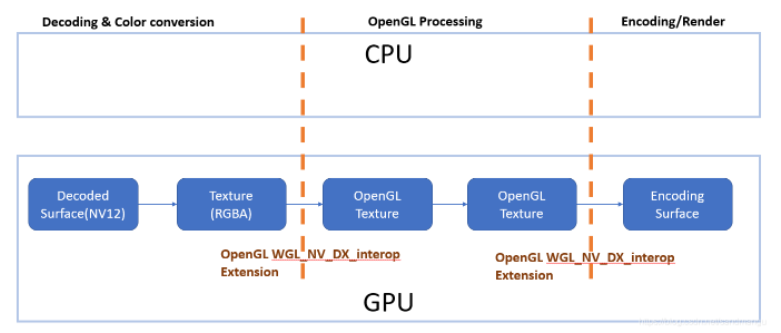 Decoding & Color conversion
OpenGL Processing
Encoding/Render
CPU
Decoded
Surface(NV12)
Texture
(RGBA)
OpenGL
Texture
OpenGL
Texture
Encoding
Surface
OpenGL WGL_NV_DX_interop
Extension
OpenGL WGL_NV_DX_interop
Extension
GPU